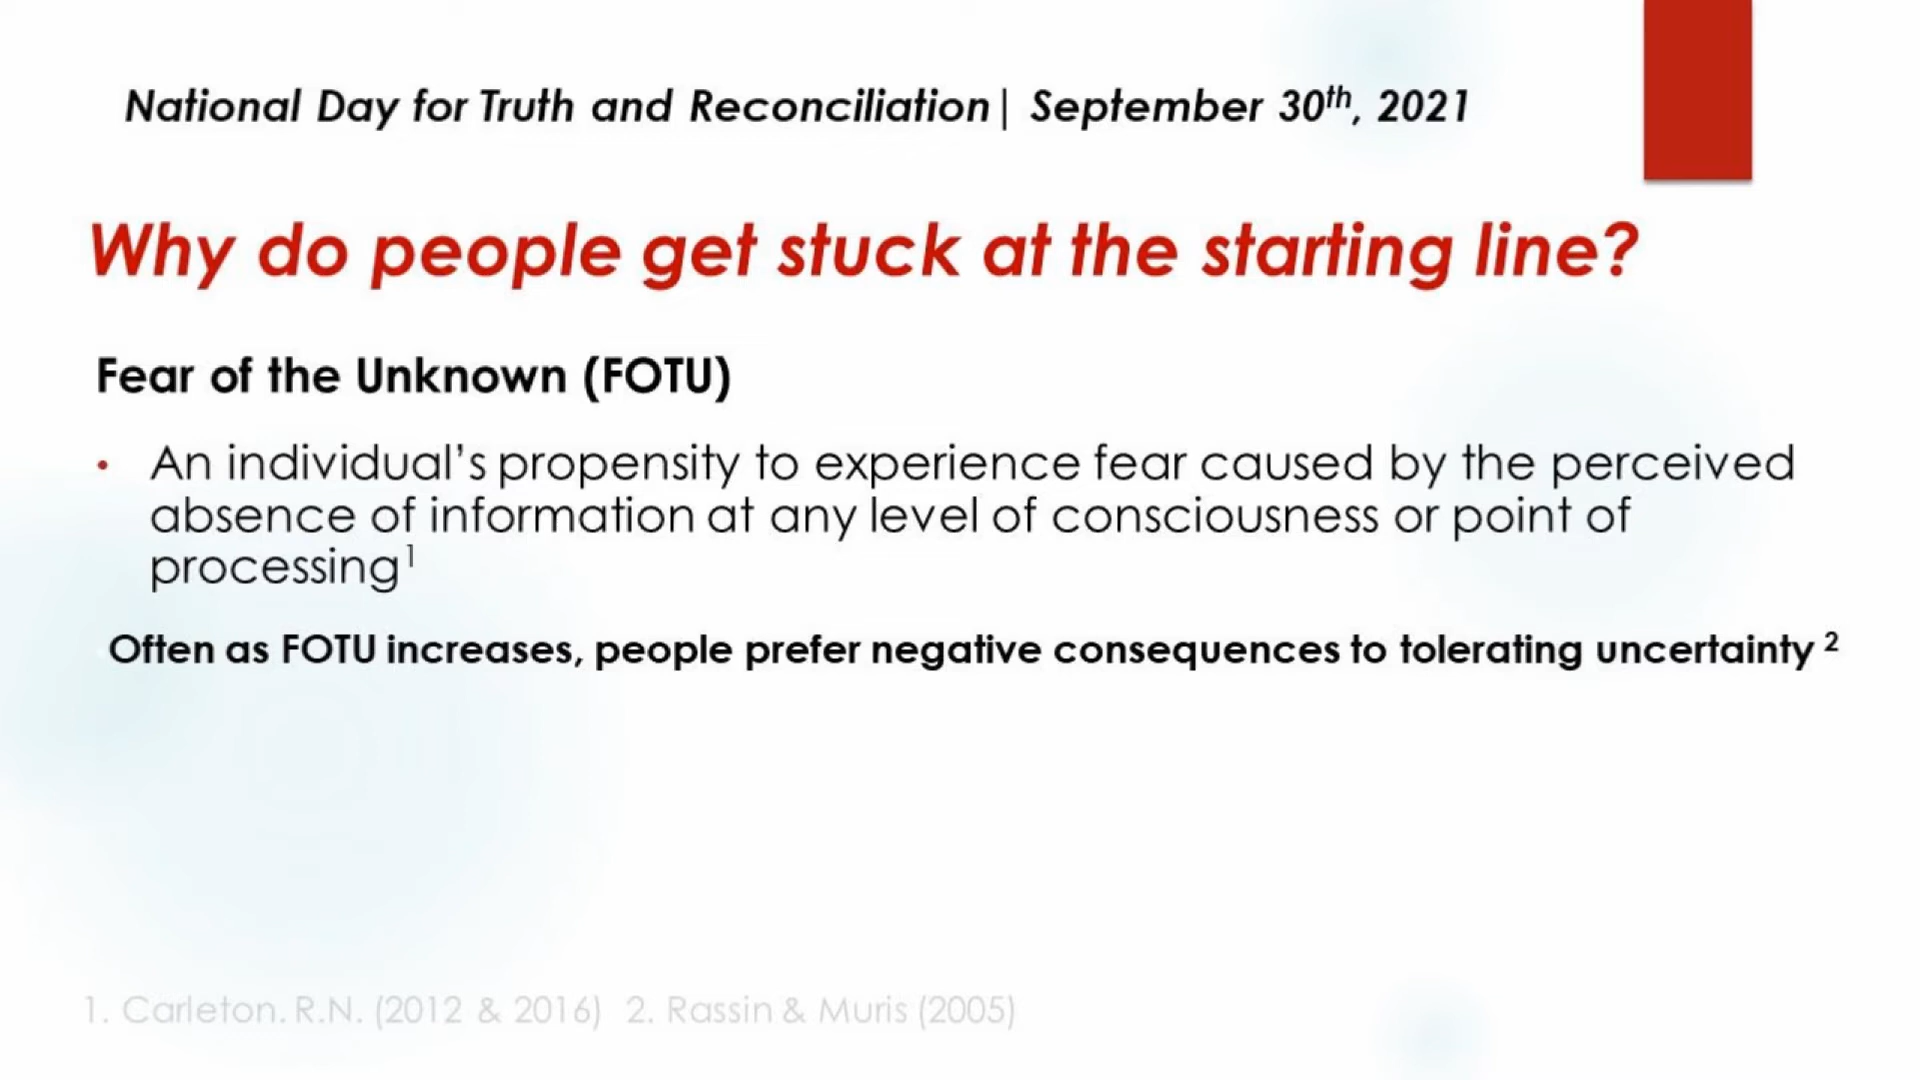 National Day for Truth and Reconciliation| September 30th, 2021
Why do people get stuck at the starting line?
Fear of the Unknown (FOTU)
• An individual’s propensity to experience fear caused by the perceived
absence of information at any level of consciousness or point of
processing1
Often as FOTU increases, people prefer negative consequences to tolerating uncertainty 2
1. Carleton. R.N. (2012 & 2016) 2. Rassin & Muris (2005)